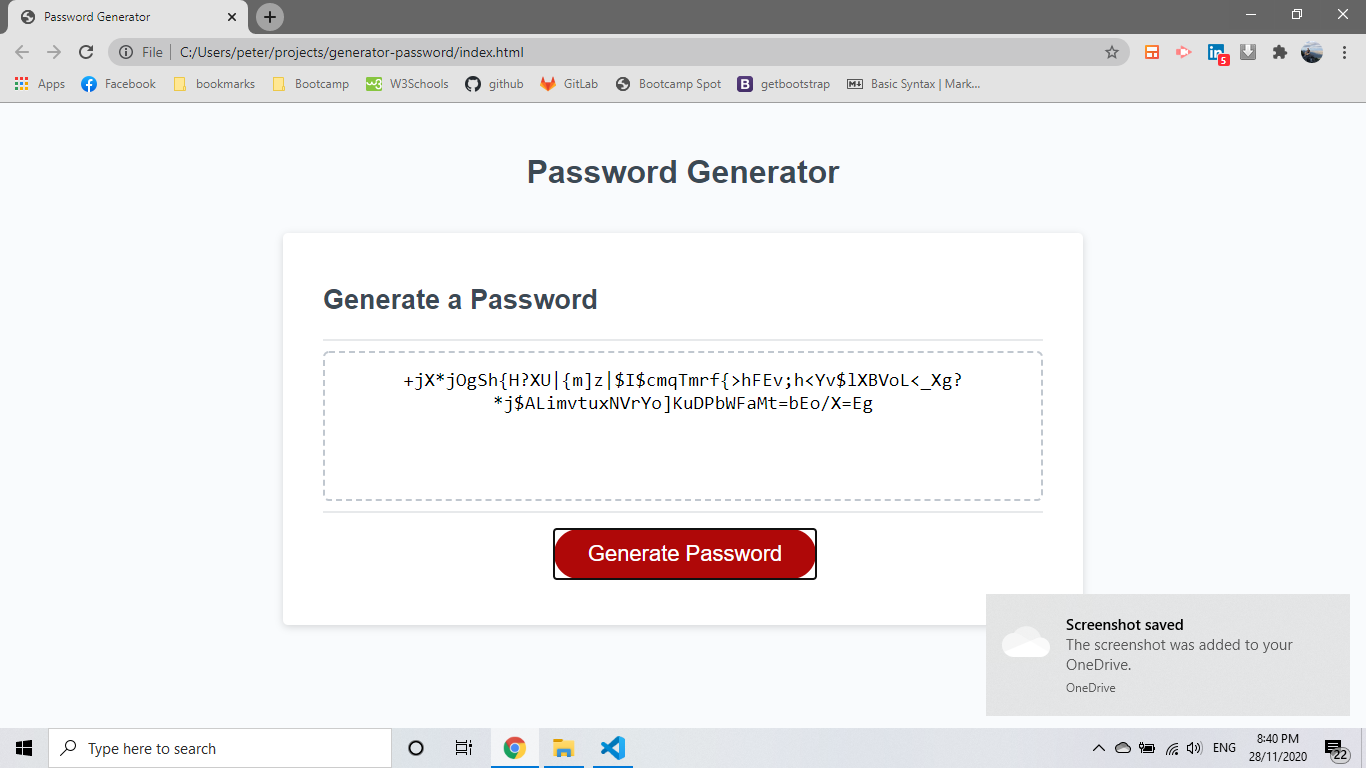 Password Generator
File
C:/Users/peter/projects/generator-password/index.html
5
Apps
Facebook
bookmarks
Bootcamp
W3Schools
github
GitLab
Bootcamp Spot
B
getbootstrap
Basic Syntax | Mark...
Password Generator
Generate a Password
+jX*jOgSh{H?XU|{m]z|$I$cmqTmrf{>hFEv;h<Yv$lXBVoL<_Xg?
*j$ALimvtuxNVrYo]KuDPbWFaMt=bEo/X=Eg
Generate Password
Screenshot saved
The screenshot was added to your
OneDrive.
OneDrive
Type here to search
ENG
8:40 PM
28/11/2020
22